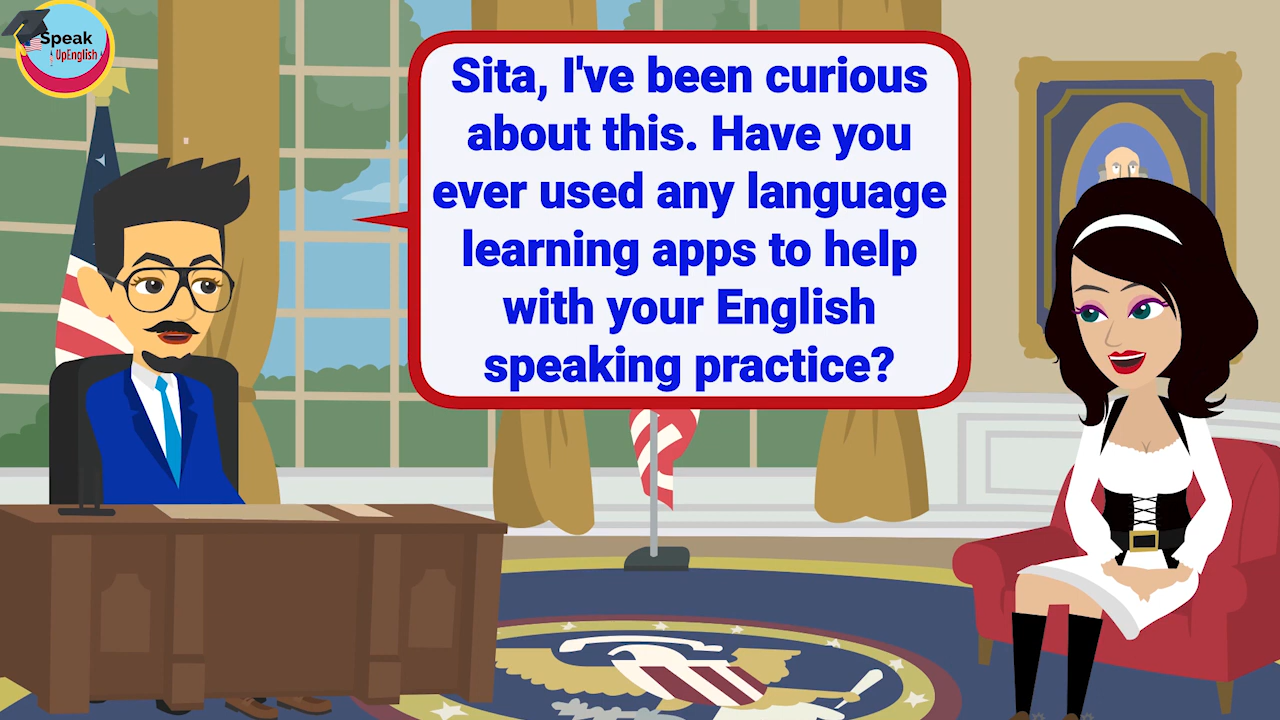 Speak
UpEnglish
Sita, I've been curious
about this. Have you
ever used any language
learning apps to help
with your English
speaking practice?